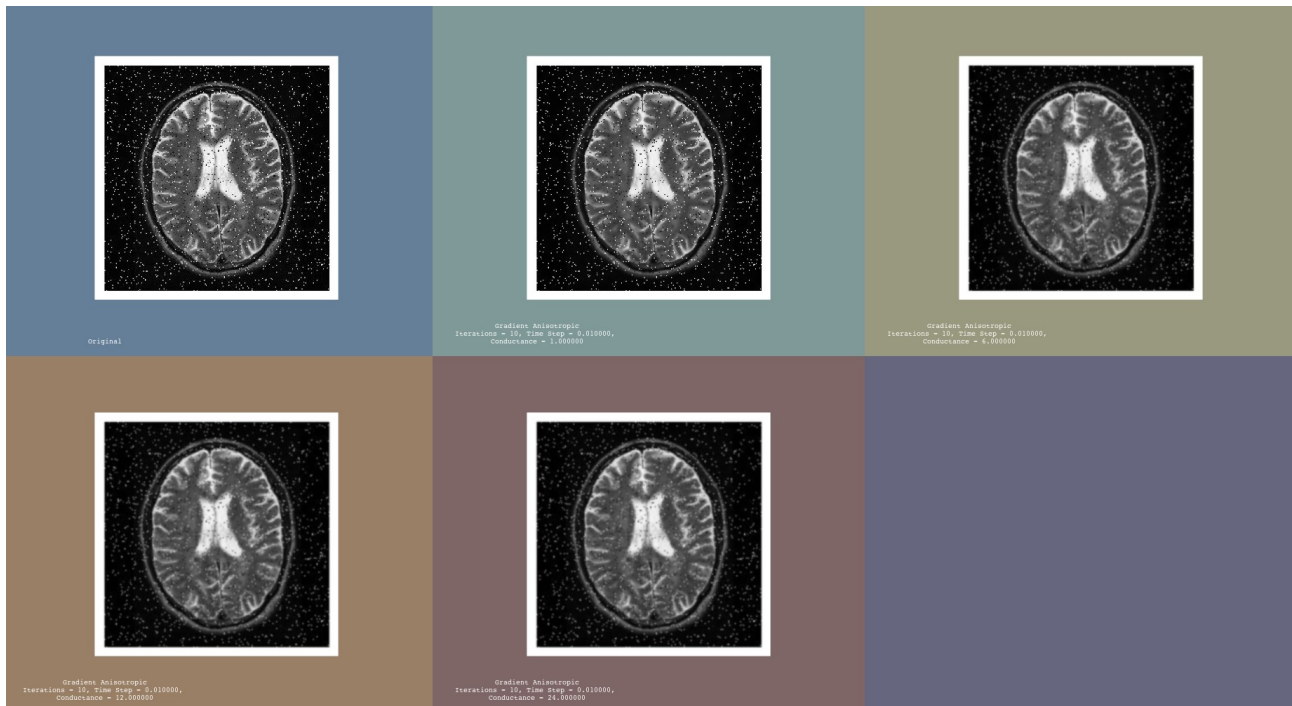 Original
Gradient Anisotropic
Iterations = 10, Time Step = 0.010000,
Conductance = 1.000000
Gradient Anisotropic
Iterations = 10, Time Step = 0.010000,
Conductance = 6.000000
Gradient Anisotropic
Iterations = 10, Time Step = 0.010000,
Conductance = 12.000000
Gradient Anisotropic
Iterations = 10, Time Step = 0.010000,
Conductance = 24.000000